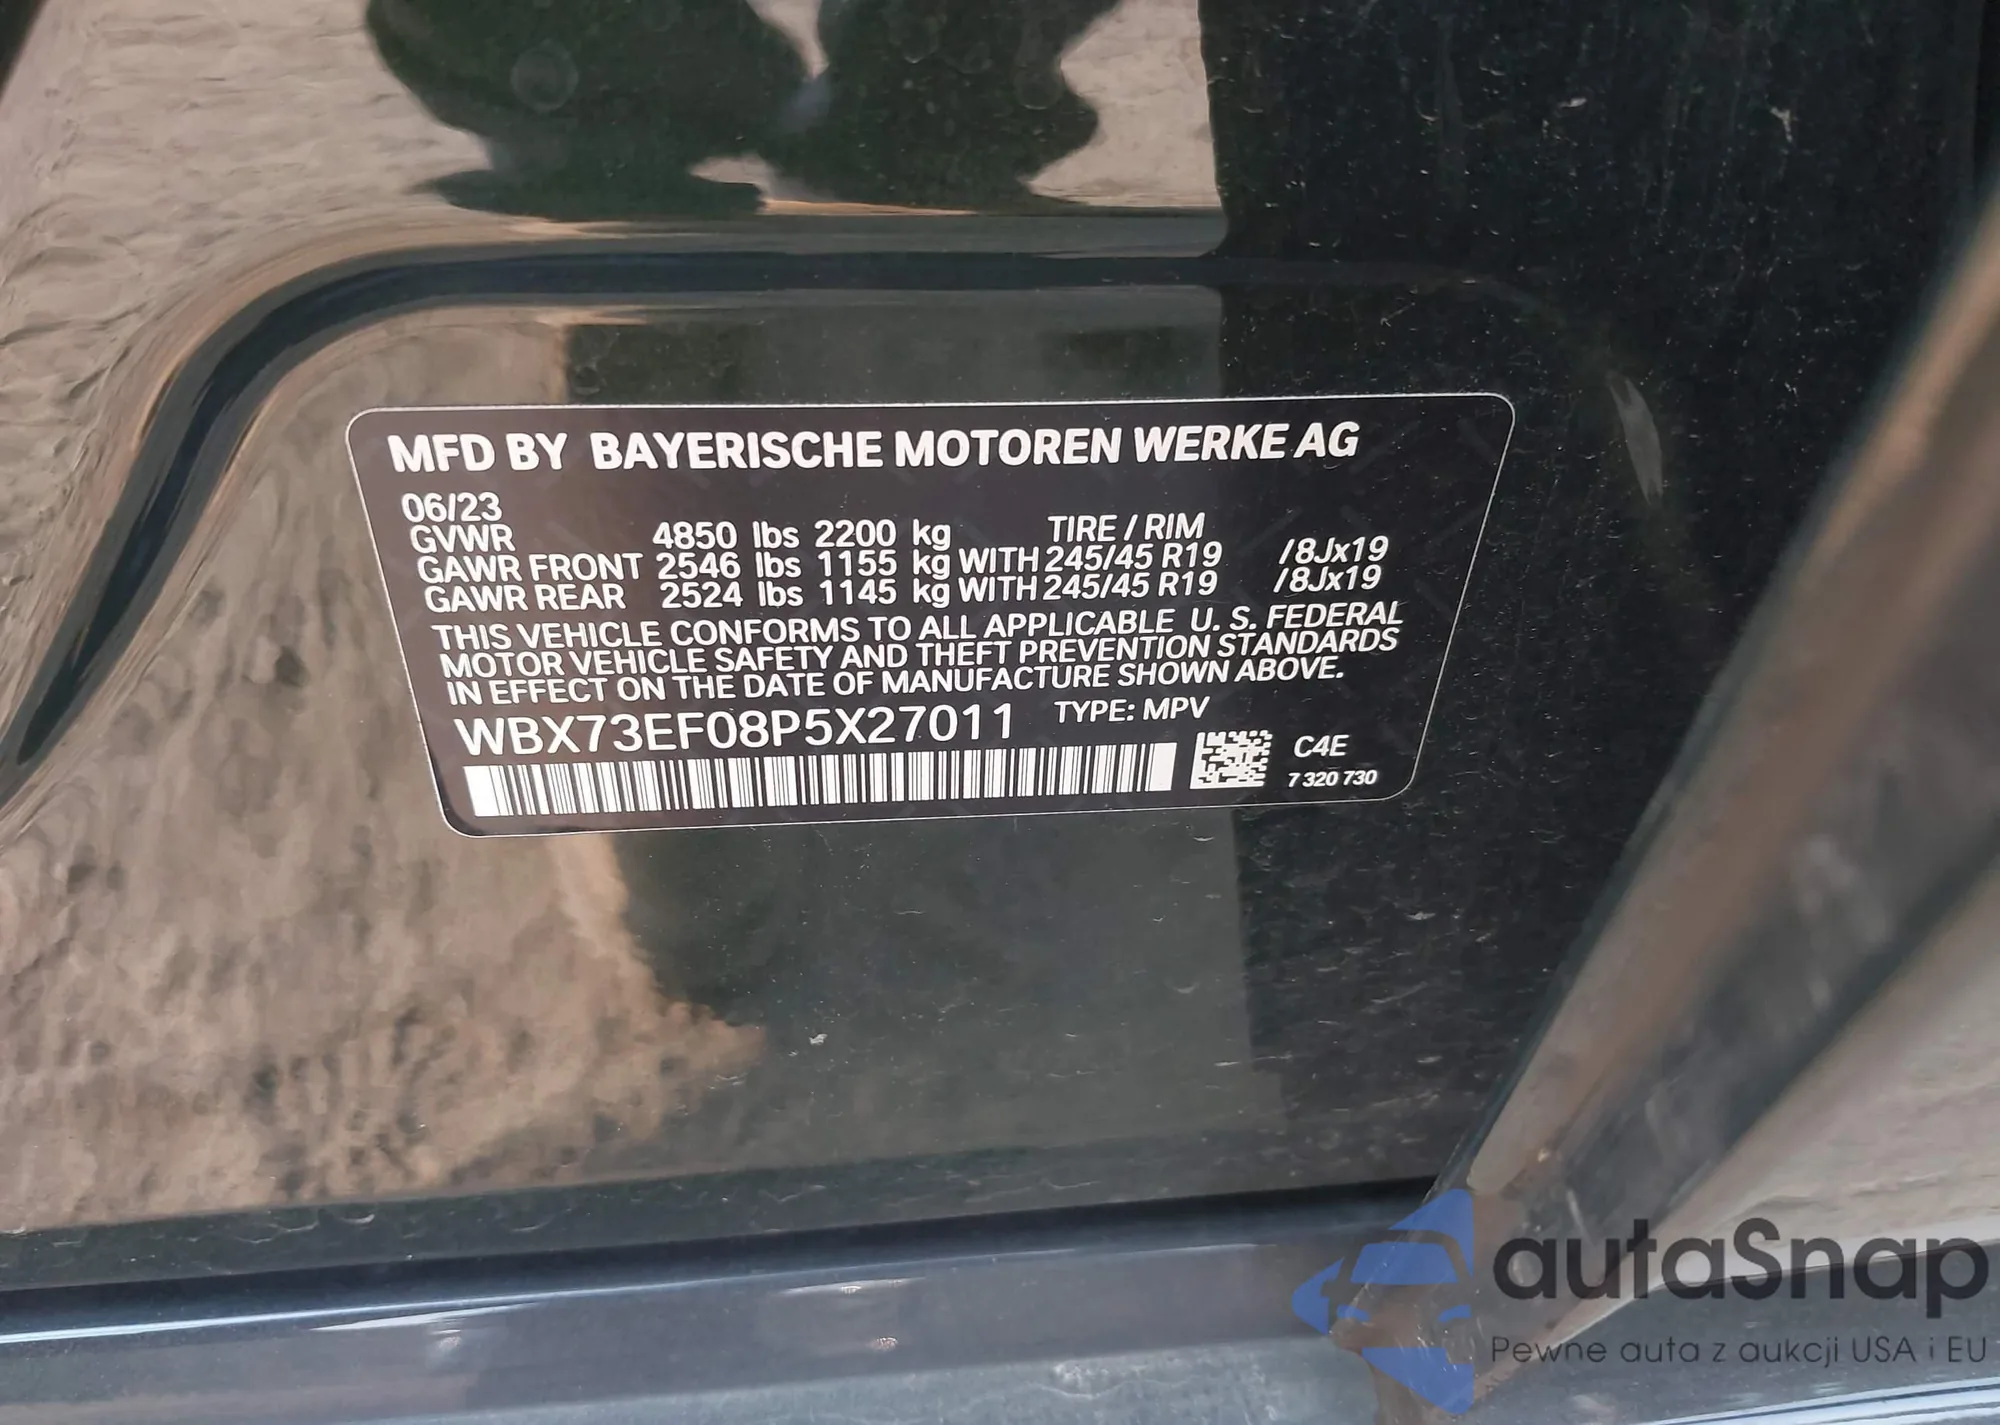 MFD BY BAYERISCHE MOTOREN WERKE AG
06/23
GVWR 4850 lbs 2200 kg TIRE / RIM
GAWR FRONT 2546 lbs 1155 kg WITH 245/45 R19 /8Jx19
GAWR REAR 2524 lbs 1145 kg WITH 245/45 R19 /8Jx19
THIS VEHICLE CONFORMS TO ALL APPLICABLE U. S. FEDERAL
MOTOR VEHICLE SAFETY AND THEFT PREVENTION STANDARDS
IN EFFECT ON THE DATE OF MANUFACTURE SHOWN ABOVE.
WBX73EF08P5X27011 TYPE: MPV
C4E
7 320 730
autaSnap
Pewne auta z aukcji USA i EU